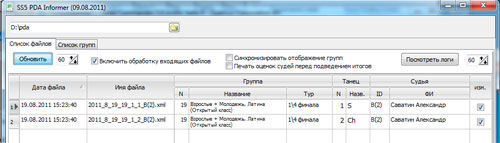 SS5 PDA Informer (09.08.2011)
D:\pda
Список файлов Список групп
Обновить 60 Включить обработку входящих файлов Синхронизировать отображение групп Посмотреть логи 60
Печать оценок судей перед подведением итогов
Группа Танец Судья
Дата файла Имя файла N Название Тур N Назв. ID ФИ изм.
1 19.08.2011 15:23:40 2011_8_19_19_1_1_B(2).xml 19 Взрослые + Молодежь, Латина 1\4 финала 1 S B(2) Саватин Александр
(Открытый класс)
2 19.08.2011 15:23:40 2011_8_19_19_1_2_B(2).xml 19 Взрослые + Молодежь, Латина 1\4 финала 2 Ch B(2) Саватин Александр
(Открытый класс)